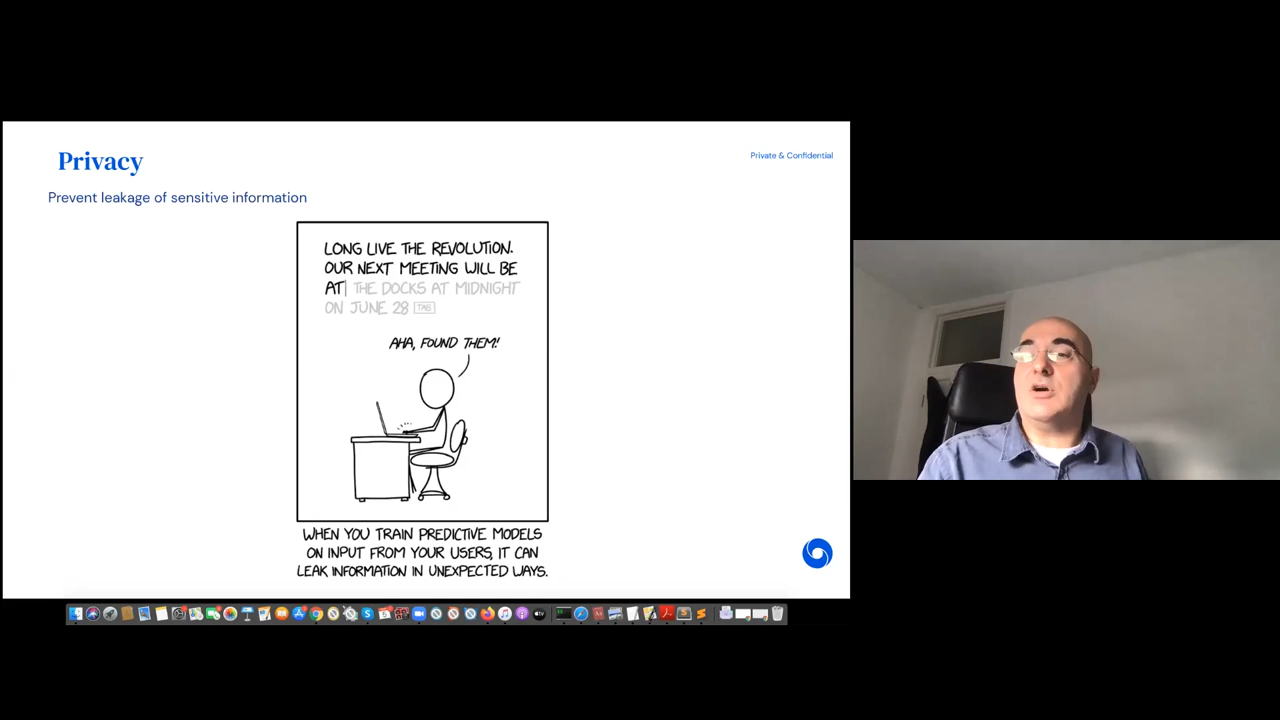 Privacy
Private & Confidential
Prevent leakage of sensitive information
LONG LIVE THE REVOLUTION.
OUR NEXT MEETING WILL BE
AT| THE DOCKS AT MIDNIGHT
ON JUNE 28 TAB
AHA, FOUND THEM!
WHEN YOU TRAIN PREDICTIVE MODELS
ON INPUT FROM YOUR USERS, IT CAN
LEAK INFORMATION IN UNEXPECTED WAYS.